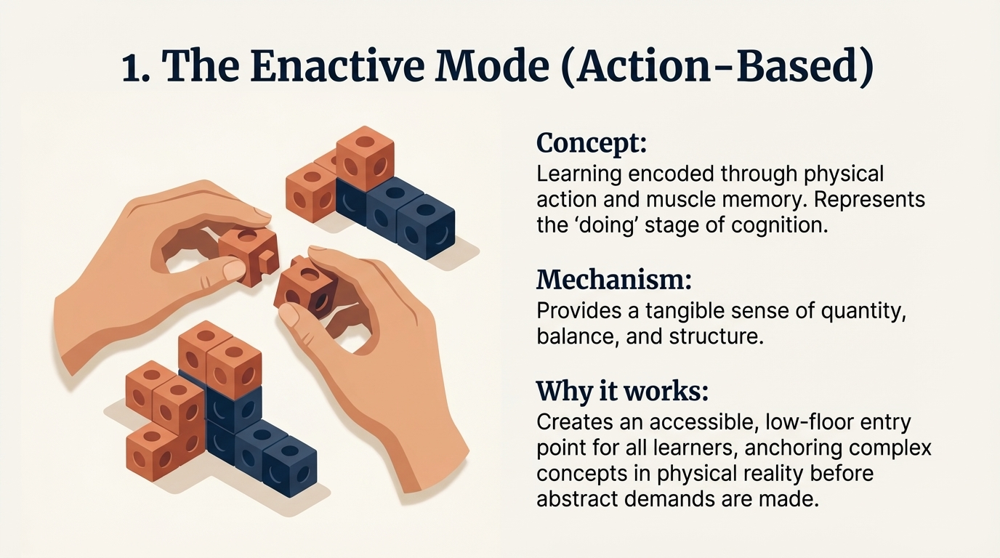 1. The Enactive Mode (Action-Based)
Concept:
Learning encoded through physical
action and muscle memory. Represents
the ‘doing’ stage of cognition.
Mechanism:
Provides a tangible sense of quantity,
balance, and structure.
Why it works:
Creates an accessible, low-floor entry
point for all learners, anchoring complex
concepts in physical reality before
abstract demands are made.